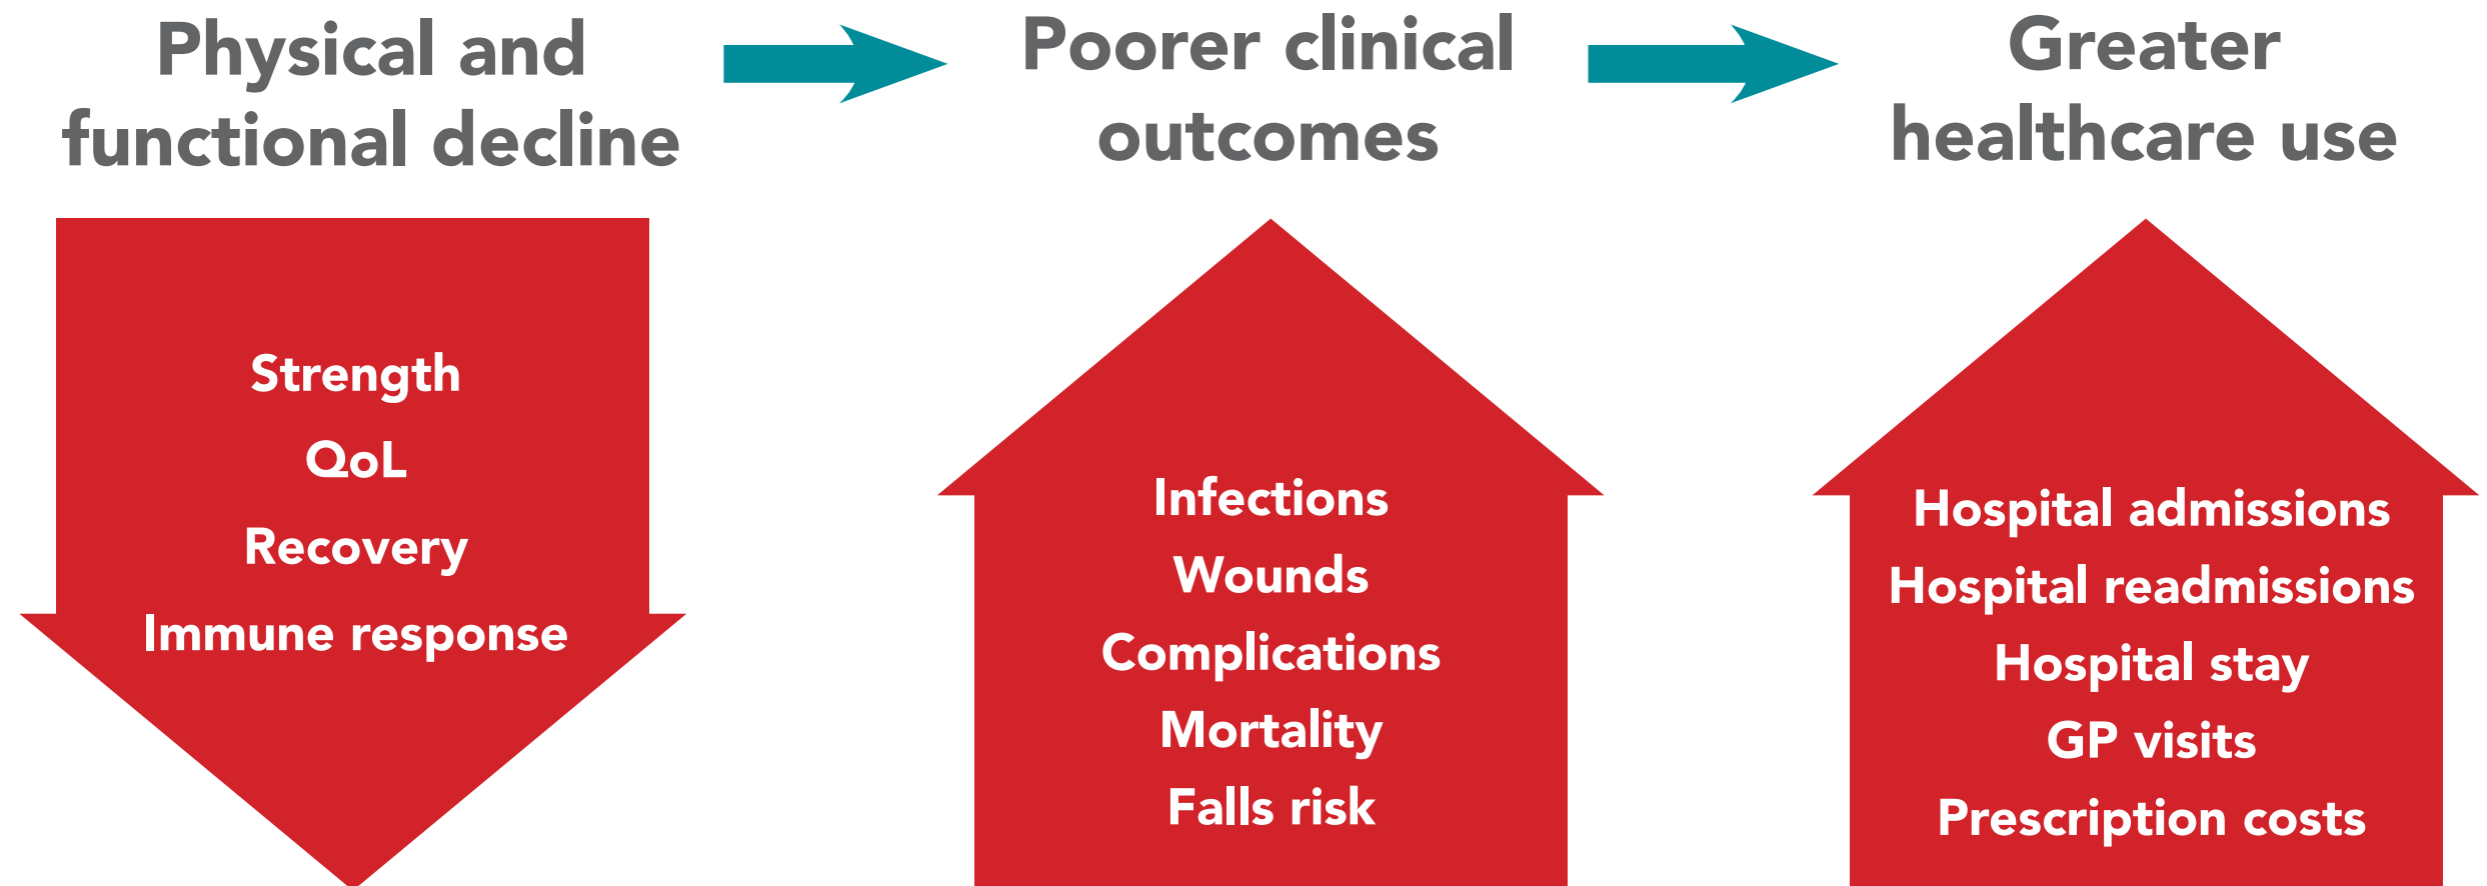 Physical and
functional decline
Strength
QoL
Recovery
Immune response
Poorer clinical
outcomes
Infections
Wounds
Complications
Mortality
Falls risk
Greater
healthcare use
Hospital admissions
Hospital readmissions
Hospital stay
GP visits
Prescription costs